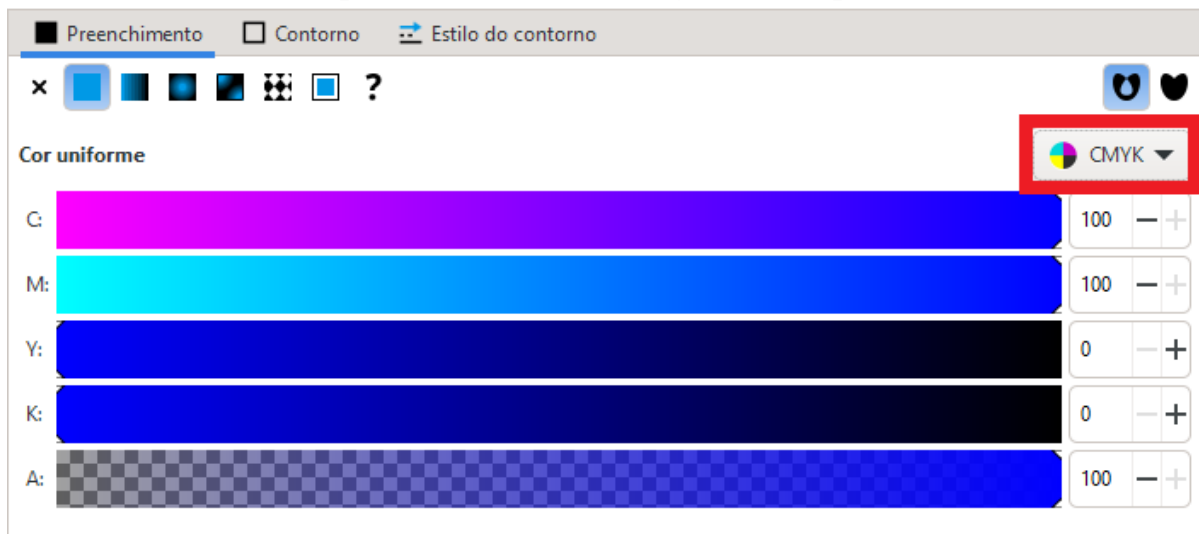 Preenchimento Contorno Estilo do contorno
× ?
Cor uniforme CMYK
C: 100
M: 100
Y: 0
K: 0
A: 100